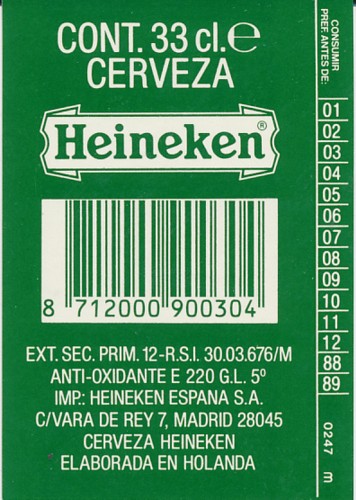 CONT. 33 cl. ℮
CERVEZA
Heineken®
8 712000 900304
EXT. SEC. PRIM. 12-R.S.I. 30.03.676/M
ANTI-OXIDANTE E 220 G.L. 5º
IMP.: HEINEKEN ESPANA S.A.
C/VARA DE REY 7, MADRID 28045
CERVEZA HEINEKEN
ELABORADA EN HOLANDA
CONSUMIR
PREF. ANTES DE:
01
02
03
04
05
06
07
08
09
10
11
12
88
89
0247 m